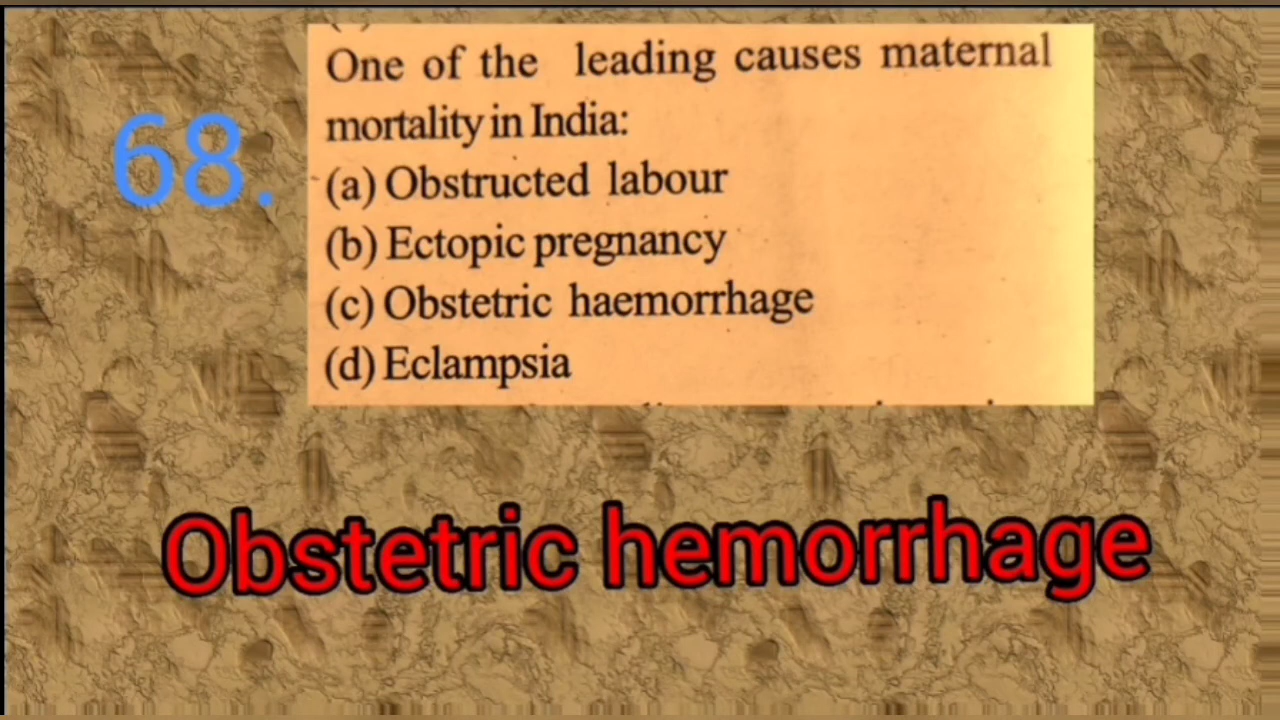 68.
One of the leading causes maternal
mortality in India:
(a) Obstructed labour
(b) Ectopic pregnancy
(c) Obstetric haemorrhage
(d) Eclampsia
Obstetric hemorrhage